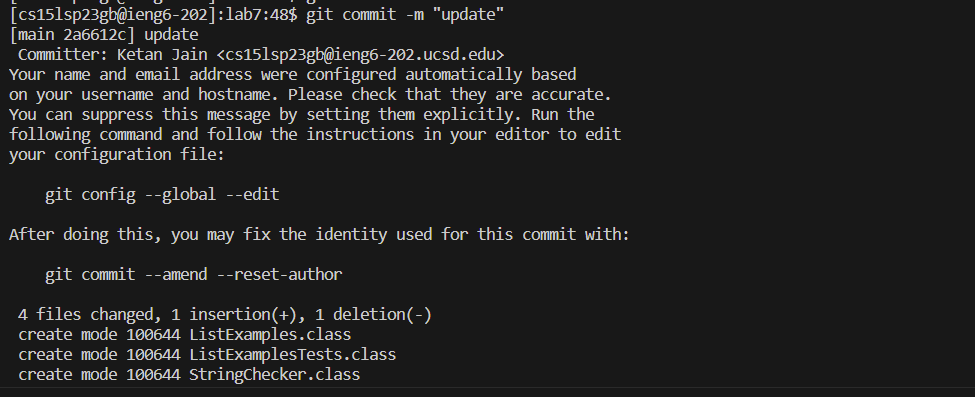 [cs15lsp23gb@ieng6-202]:lab7:48$ git commit -m "update"
[main 2a6612c] update
 Committer: Ketan Jain <cs15lsp23gb@ieng6-202.ucsd.edu>
Your name and email address were configured automatically based
on your username and hostname. Please check that they are accurate.
You can suppress this message by setting them explicitly. Run the
following command and follow the instructions in your editor to edit
your configuration file:

    git config --global --edit

After doing this, you may fix the identity used for this commit with:

    git commit --amend --reset-author

 4 files changed, 1 insertion(+), 1 deletion(-)
 create mode 100644 ListExamples.class
 create mode 100644 ListExamplesTests.class
 create mode 100644 StringChecker.class